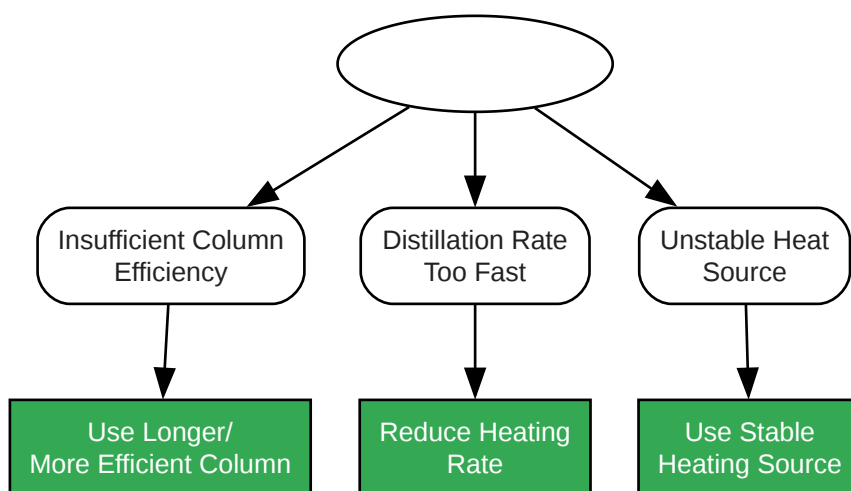 Insufficient Column
Efficiency
Distillation Rate
Too Fast
Unstable Heat
Source
Use Longer/
More Efficient Column
Reduce Heating
Rate
Use Stable
Heating Source